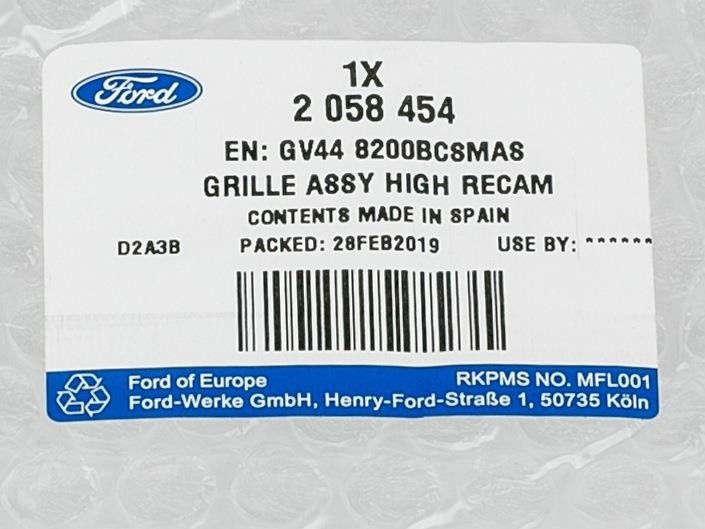 Ford
1X
2 058 454
EN: GV44 8200BCSMAS
GRILLE ASSY HIGH RECAM
CONTENTS MADE IN SPAIN
D2A3B PACKED: 28FEB2019 USE BY: ******
Ford of Europe RKPMS NO. MFL001
Ford-Werke GmbH, Henry-Ford-Straße 1, 50735 Köln